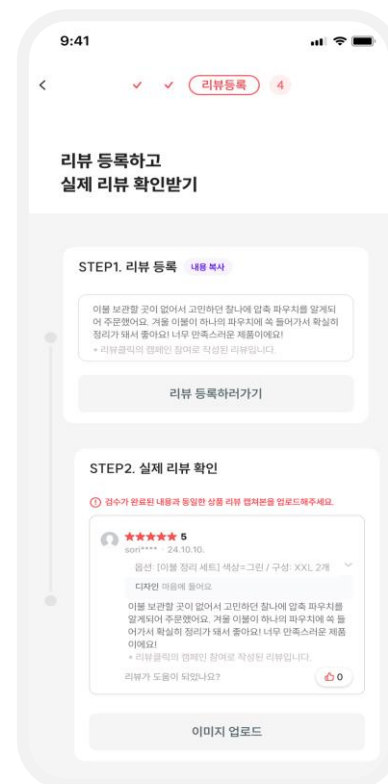 9:41
리뷰등록 4
리뷰 등록하고
실제 리뷰 확인받기
STEP1. 리뷰 등록 내용 복사
이불 보관할 곳이 없어서 고민하던 찰나에 압축 파우치를 알게되
어 주문했어요. 겨울 이불이 하나의 파우치에 쏙 들어가서 확실히
정리가 돼서 좋아요! 너무 만족스러운 제품이에요!
* 리뷰클릭의 캠페인 참여로 작성된 리뷰입니다.
리뷰 등록하러가기
STEP2. 실제 리뷰 확인
검수가 완료된 내용과 동일한 상품 리뷰 캡쳐본을 업로드해주세요.
★★★★★ 5
sori**** · 24.10.10.
옵션 [이불 정리 세트] 색상=그린 / 구성: XXL 2개
디자인 마음에 들어요
이불 보관할 곳이 없어서 고민하던 찰나에 압축 파우치를
알게되어 주문했어요. 겨울 이불이 하나의 파우치에 쏙 들
어가서 확실히 정리가 돼서 좋아요! 너무 만족스러운 제품
이에요!
* 리뷰클릭의 캠페인 참여로 작성된 리뷰입니다.
리뷰가 도움이 되었나요? 0
이미지 업로드